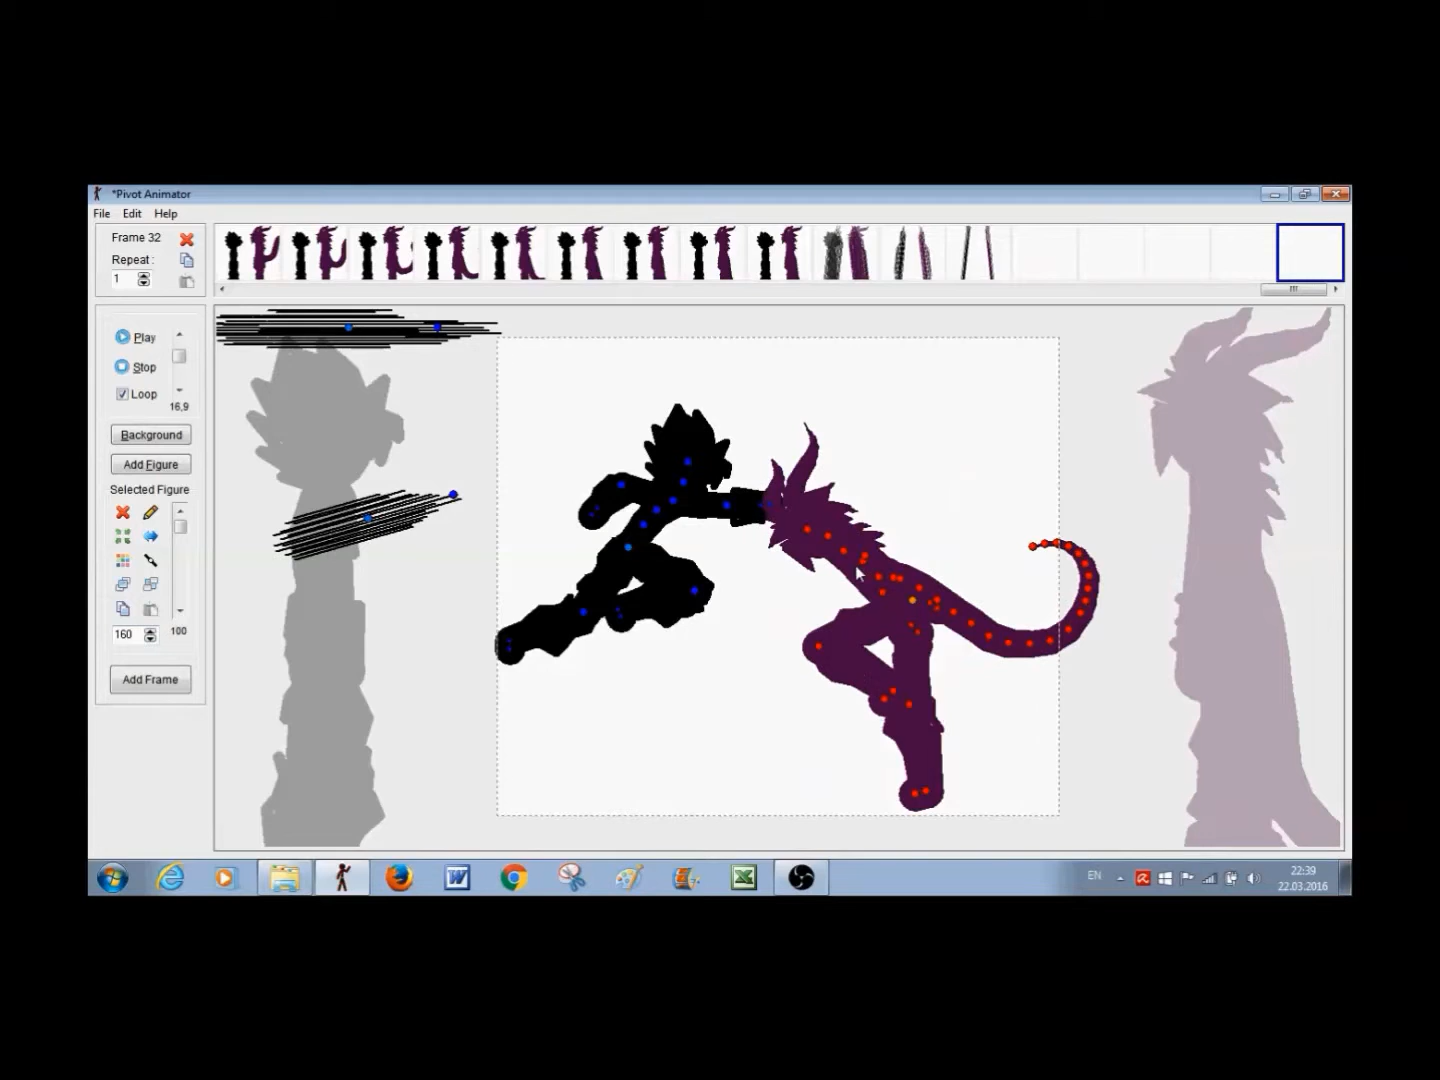 *Pivot Animator
File Edit Help
Frame 32
Repeat :
1
Play
Stop
Loop
16,9
Background
Add Figure
Selected Figure
160
100
Add Frame
EN
22:39
22.03.2016